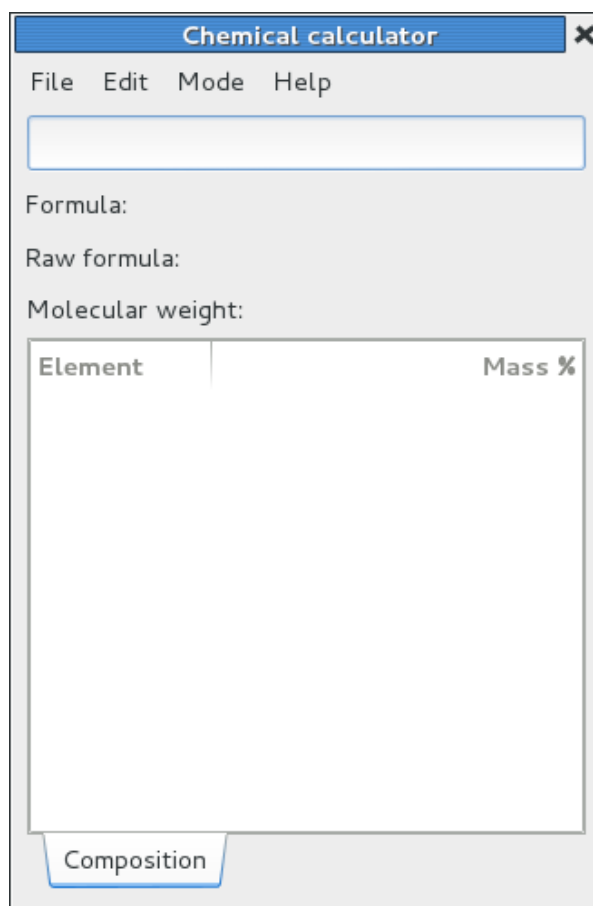 Chemical calculator
File Edit Mode Help
Formula:
Raw formula:
Molecular weight:
Element Mass %
Composition